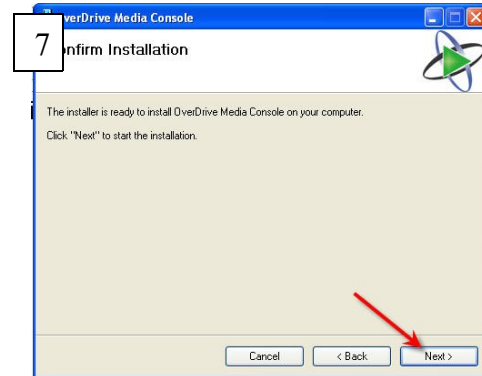 verDrive Media Console
7
onfirm Installation
The installer is ready to install OverDrive Media Console on your computer.
Click "Next" to start the installation.
Cancel
< Back
Next >